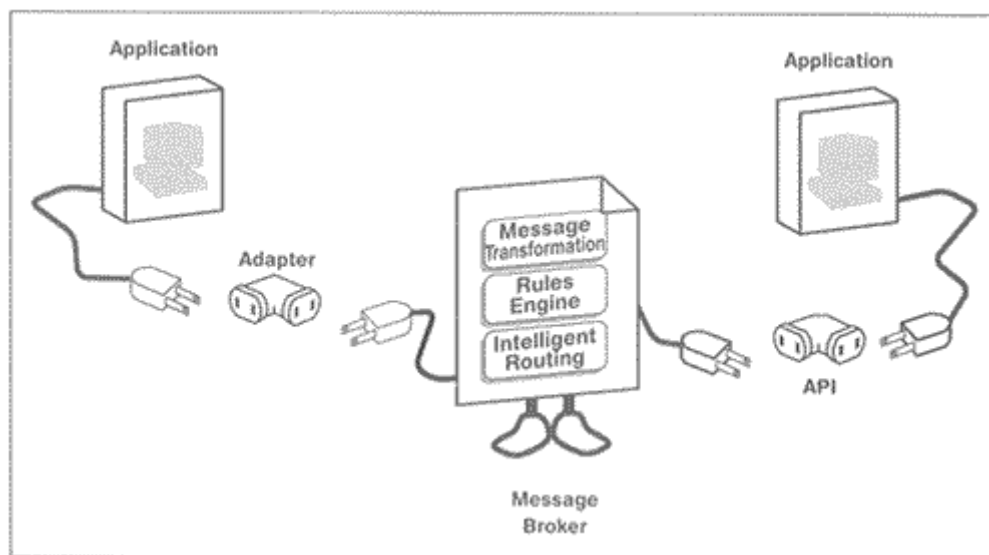 Application
Application
Adapter
Message
Transformation
Rules
Engine
Intelligent
Routing
API
Message
Broker